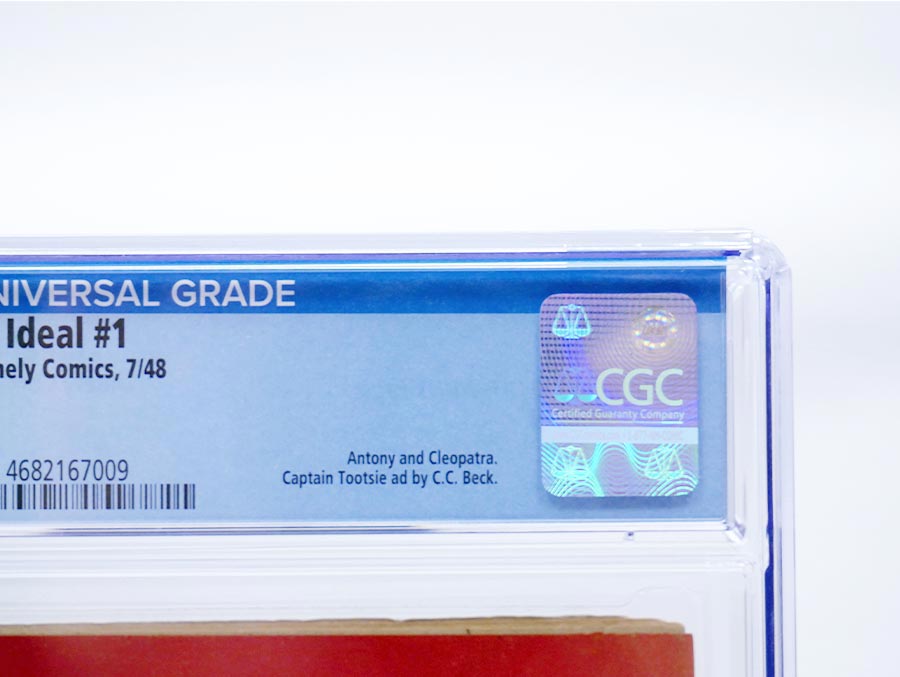 NIVERSAL GRADE
Ideal #1
nely Comics, 7/48
4682167009
Antony and Cleopatra.
Captain Tootsie ad by C.C. Beck.
CGC
Certified Guaranty Company